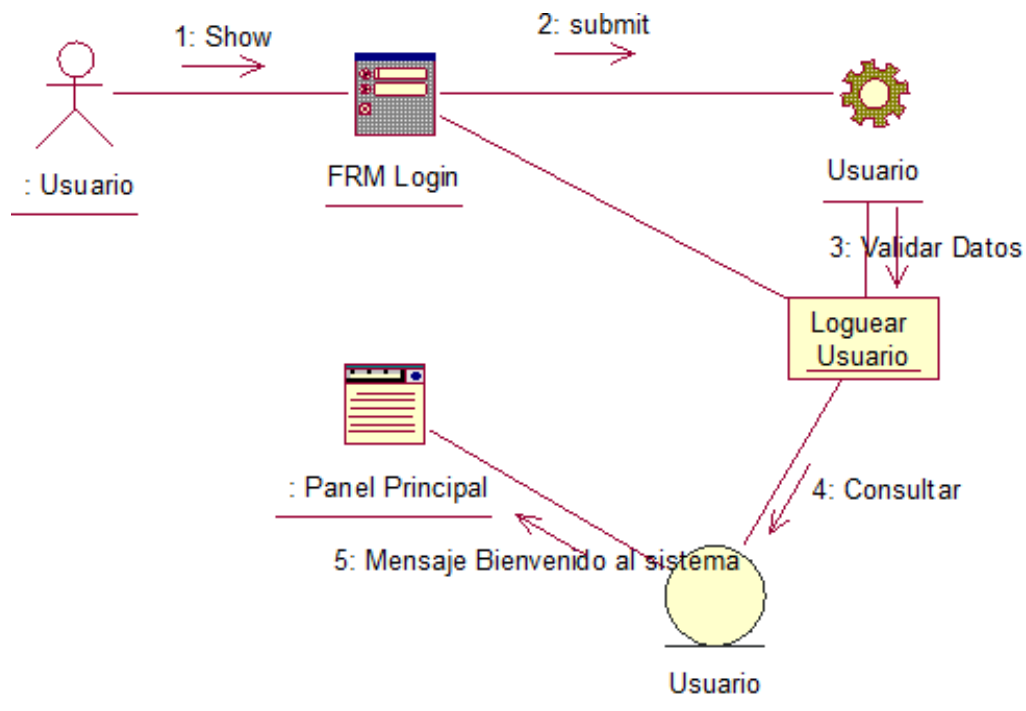 1: Show
2: submit
: Usuario
FRM Login
Usuario
3: Validar Datos
Loguear
Usuario
: Panel Principal
4: Consultar
5: Mensaje Bienvenido al sistema
Usuario